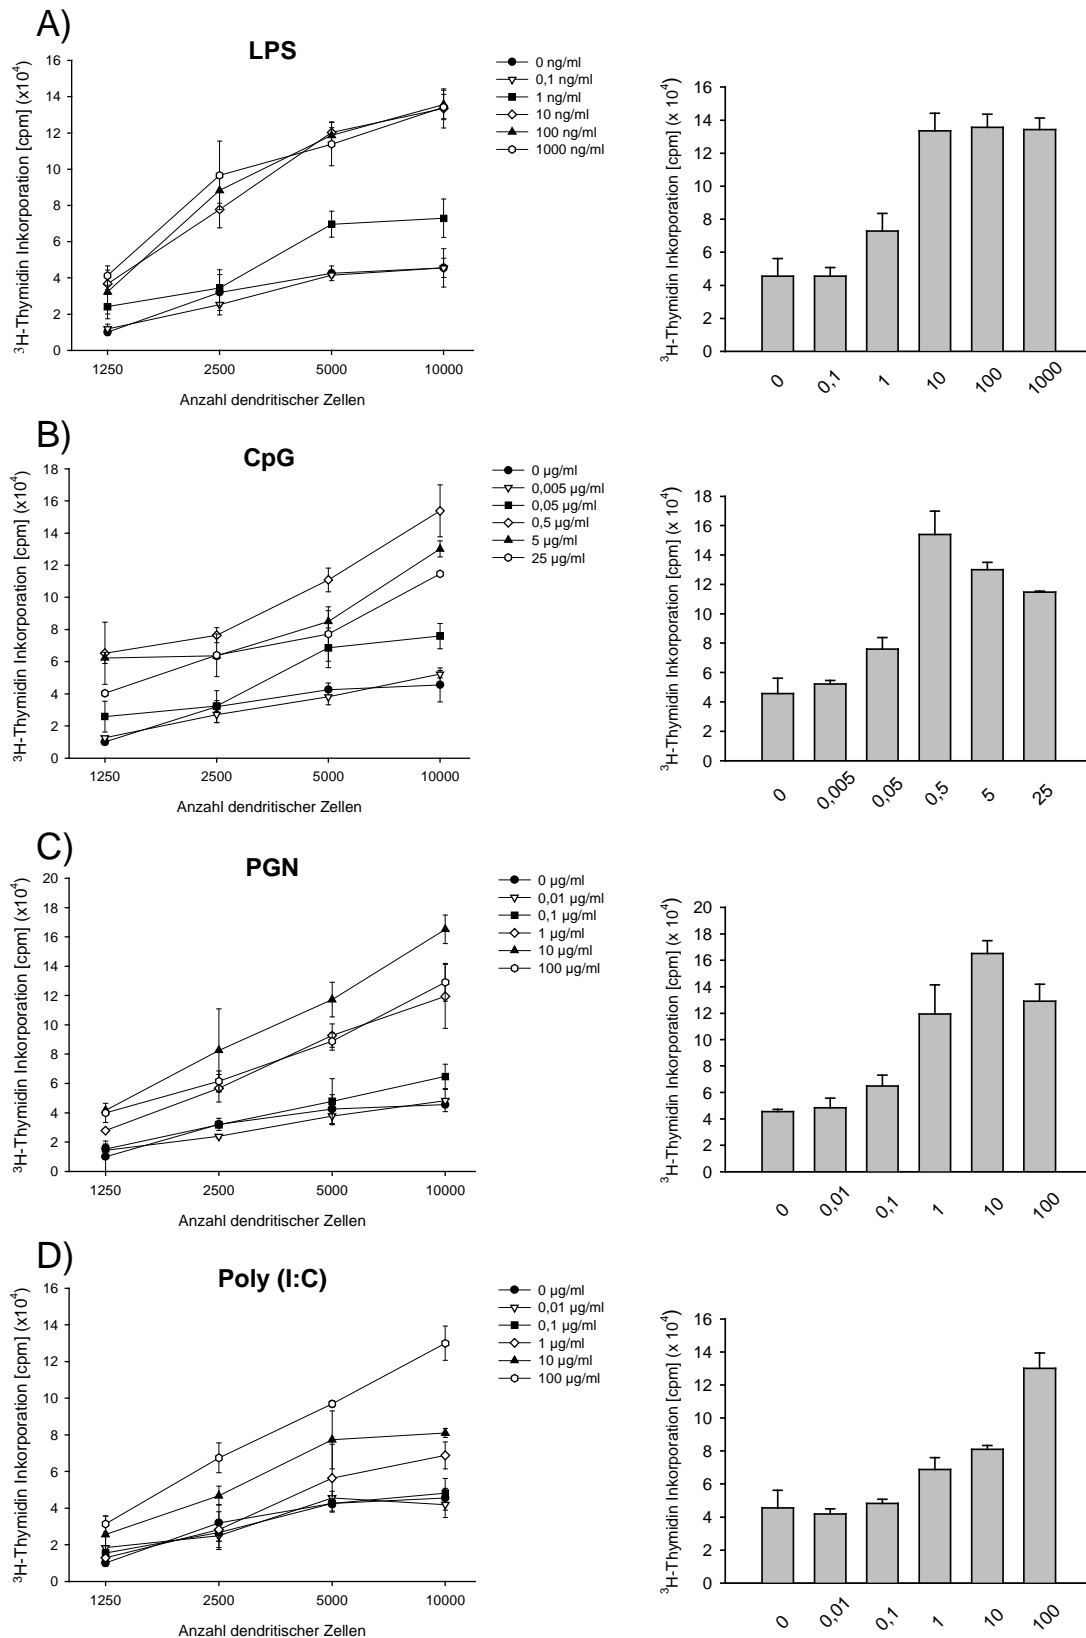 A)
LPS
³H-Thymidin Inkorporation [cpm] (x10⁴)
16
14
12
10
8
6
4
2
0
1250 2500 5000 10000
Anzahl dendritischer Zellen
0 ng/ml
0,1 ng/ml
1 ng/ml
10 ng/ml
100 ng/ml
1000 ng/ml
³H-Thymidin Inkorporation [cpm] (x 10⁴)
16
14
12
10
8
6
4
2
0
0 0,1 1 10 100 1000
B)
CpG
³H-Thymidin Inkorporation [cpm] (x10⁴)
18
16
14
12
10
8
6
4
2
0
1250 2500 5000 10000
Anzahl dendritischer Zellen
0 µg/ml
0,005 µg/ml
0,05 µg/ml
0,5 µg/ml
5 µg/ml
25 µg/ml
³H-Thymidin Inkorporation [cpm] (x 10⁴)
18
16
14
12
10
8
6
4
2
0
0 0,005 0,05 0,5 5 25
C)
PGN
³H-Thymidin Inkorporation [cpm] (x10⁴)
20
18
16
14
12
10
8
6
4
2
0
1250 2500 5000 10000
Anzahl dendritischer Zellen
0 µg/ml
0,01 µg/ml
0,1 µg/ml
1 µg/ml
10 µg/ml
100 µg/ml
³H-Thymidin Inkorporation [cpm] (x 10⁴)
20
18
16
14
12
10
8
6
4
2
0
0 0,01 0,1 1 10 100
D)
Poly (I:C)
³H-Thymidin Inkorporation [cpm] (x10⁴)
16
14
12
10
8
6
4
2
0
1250 2500 5000 10000
Anzahl dendritischer Zellen
0 µg/ml
0,01 µg/ml
0,1 µg/ml
1 µg/ml
10 µg/ml
100 µg/ml
³H-Thymidin Inkorporation [cpm] (x 10⁴)
16
14
12
10
8
6
4
2
0
0 0,01 0,1 1 10 100